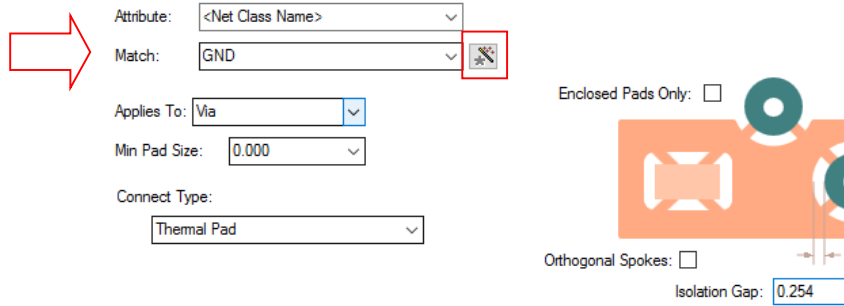 Attribute: <Net Class Name>
Match: GND
Enclosed Pads Only:
Applies To: Via
Min Pad Size: 0.000
Connect Type:
Thermal Pad
Orthogonal Spokes:
Isolation Gap: 0.254